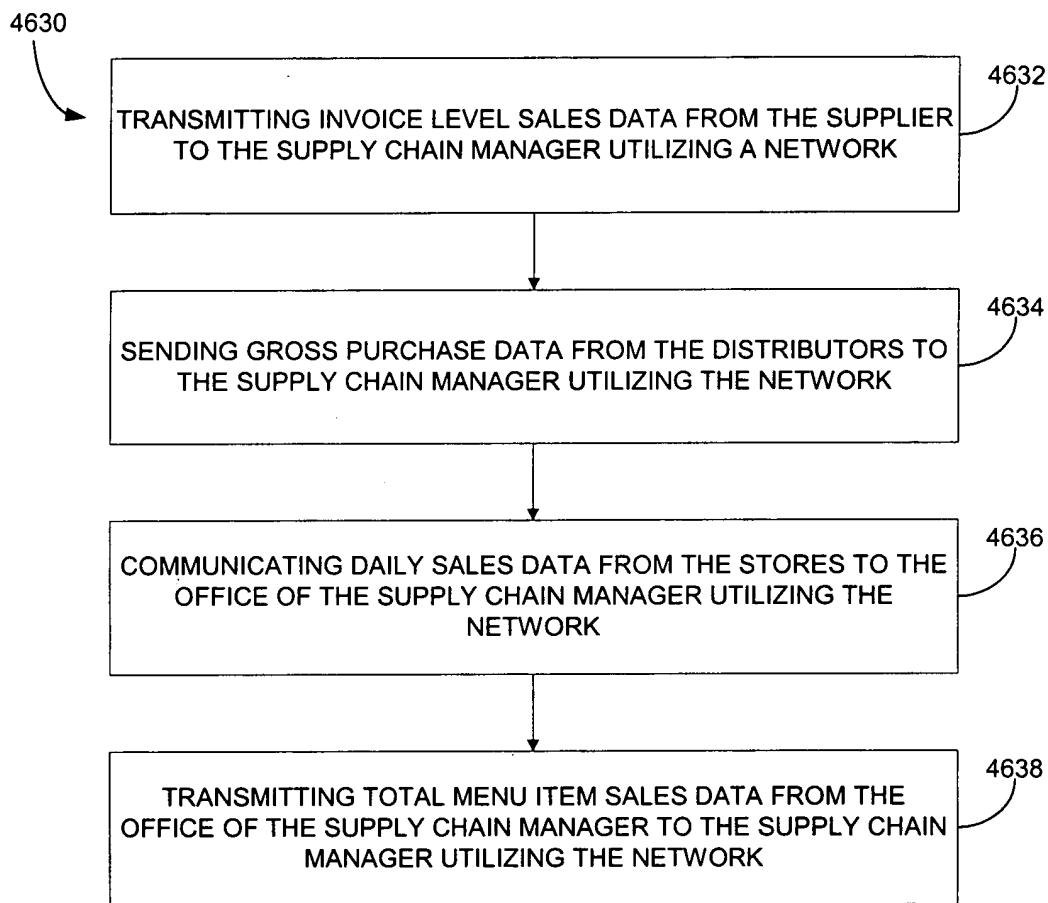 4630
4632
TRANSMITTING INVOICE LEVEL SALES DATA FROM THE SUPPLIER
TO THE SUPPLY CHAIN MANAGER UTILIZING A NETWORK
4634
SENDING GROSS PURCHASE DATA FROM THE DISTRIBUTORS TO
THE SUPPLY CHAIN MANAGER UTILIZING THE NETWORK
4636
COMMUNICATING DAILY SALES DATA FROM THE STORES TO THE
OFFICE OF THE SUPPLY CHAIN MANAGER UTILIZING THE
NETWORK
4638
TRANSMITTING TOTAL MENU ITEM SALES DATA FROM THE
OFFICE OF THE SUPPLY CHAIN MANAGER TO THE SUPPLY CHAIN
MANAGER UTILIZING THE NETWORK